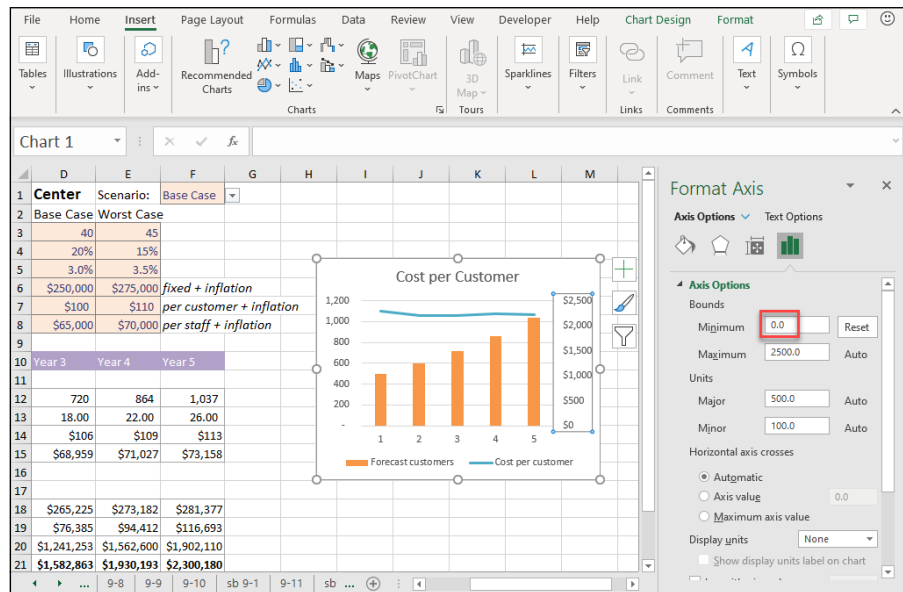 File Home Insert Page Layout Formulas Data Review View Developer Help Chart Design Format
Tables Illustrations Add-ins Recommended Charts Maps PivotChart 3D Map Sparklines Filters Link Comment Text Symbols
Charts Tours Links Comments
Chart 1 fx
D E F G H I J K L M
1 Center Scenario: Base Case
2 Base Case Worst Case
3 40 45
4 20% 15%
5 3.0% 3.5%
6 $250,000 $275,000 fixed + inflation
7 $100 $110 per customer + inflation
8 $65,000 $70,000 per staff + inflation
9
10 Year 3 Year 4 Year 5
11
12 720 864 1,037
13 18.00 22.00 26.00
14 $106 $109 $113
15 $68,959 $71,027 $73,158
16
17
18 $265,225 $273,182 $281,377
19 $76,385 $94,412 $116,693
20 $1,241,253 $1,562,600 $1,902,110
21 $1,582,863 $1,930,193 $2,300,180
Cost per Customer
1,200 $2,500
1,000 $2,000
800
600 $1,500
400 $1,000
200 $500
- $0
1 2 3 4 5
Forecast customers Cost per customer
... 9-8 9-9 9-10 sb 9-1 9-11 sb ...
Format Axis
Axis Options Text Options
Axis Options
Bounds
Minimum 0.0 Reset
Maximum 2500.0 Auto
Units
Major 500.0 Auto
Minor 100.0 Auto
Horizontal axis crosses
Automatic
Axis value 0.0
Maximum axis value
Display units None
Show display units label on chart